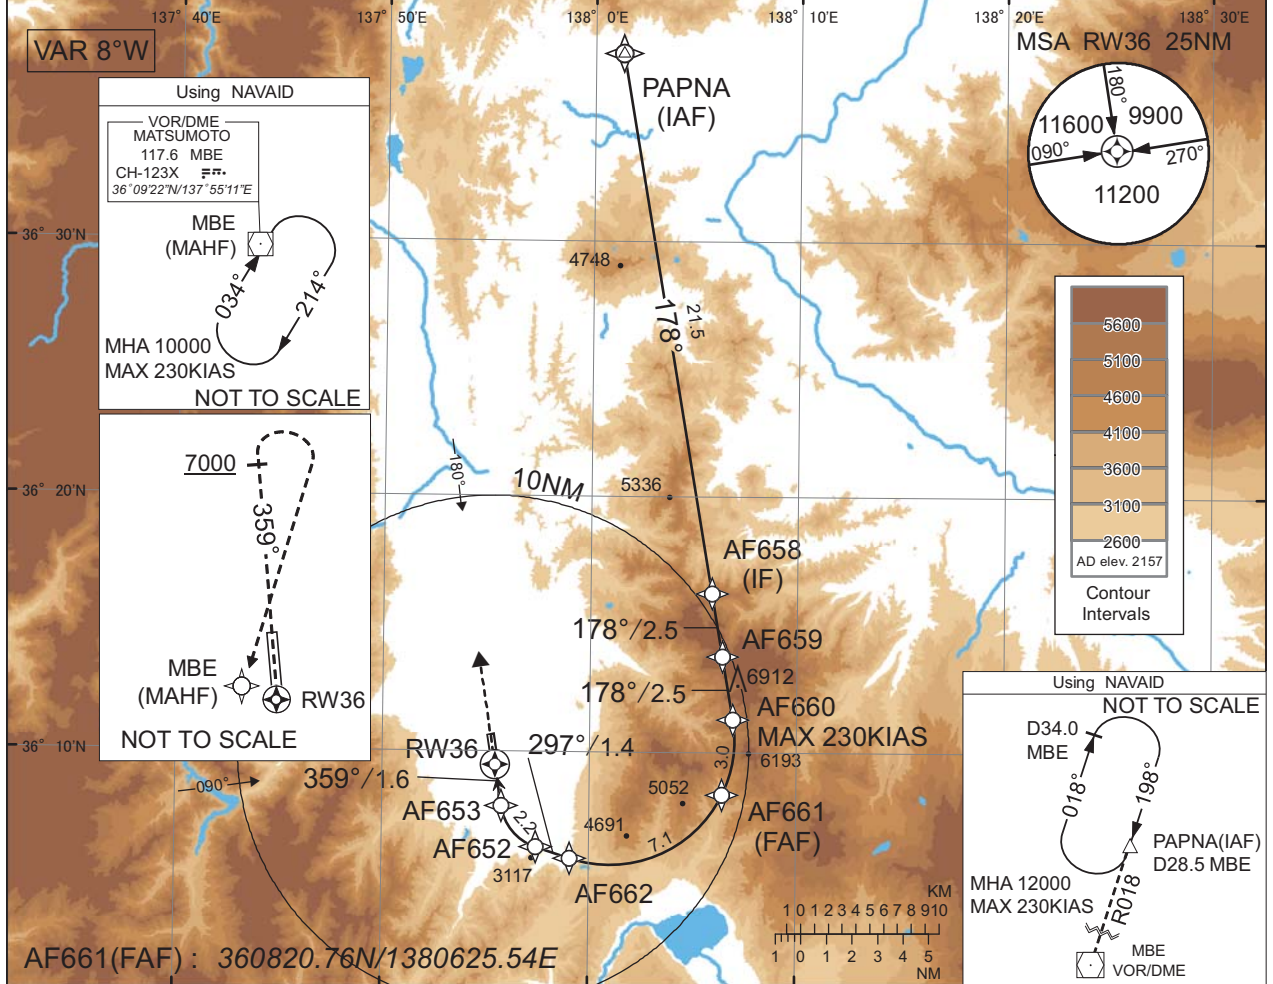 137° 40'E
137° 50'E
138° 0'E
138° 10'E
138° 20'E
138° 30'E
VAR 8°W
Using NAVAID
VOR/DME
MATSUMOTO
117.6 MBE
CH-123X
36°09'22"N/137°55'11"E
MBE
(MAHF)
034°
214°
MHA 10000
MAX 230KIAS
NOT TO SCALE
7000
359°
MBE
(MAHF)
RW36
NOT TO SCALE
PAPNA
(IAF)
MSA RW36 25NM
180°
11600
9900
090°
270°
11200
36° 30'N
4748
178°
21.5
5600
5100
4600
4100
3600
3100
2600
AD elev. 2157
Contour
Intervals
180°
10NM
36° 20'N
5336
AF658
(IF)
178°/2.5
AF659
6912
178°/2.5
AF660
MAX 230KIAS
36° 10'N
RW36
297°/1.4
3.0
6193
090°
359°/1.6
5052
AF661
(FAF)
AF653
2.2
4691
7.1
AF652
3117
AF662
KM
1 0 1 2 3 4 5 6 7 8 9 10
1 0 1 2 3 4 5
NM
Using NAVAID
NOT TO SCALE
D34.0
MBE
018°
198°
PAPNA(IAF)
D28.5 MBE
MHA 12000
MAX 230KIAS
R018
MBE
VOR/DME
AF661(FAF) : 360820.76N/1380625.54E